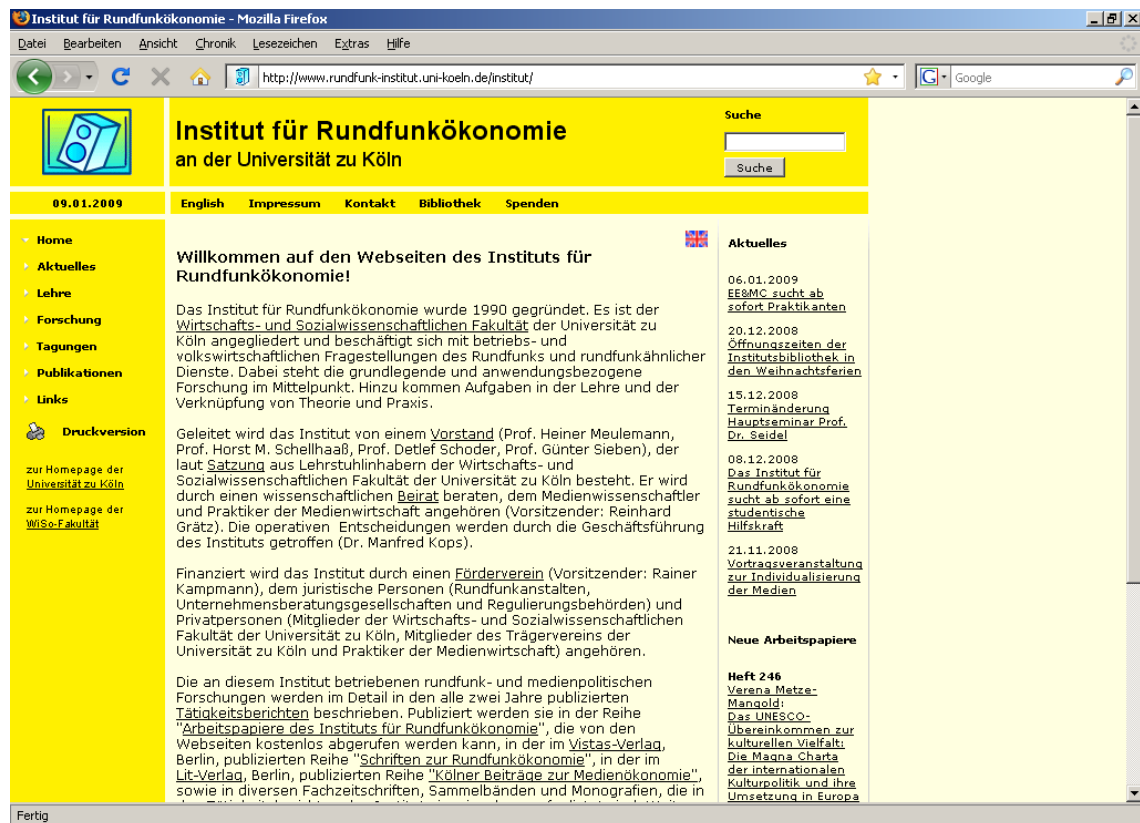 Institut für Rundfunkökonomie - Mozilla Firefox
Datei Bearbeiten Ansicht Chronik Lesezeichen Extras Hilfe
http://www.rundfunk-institut.uni-koeln.de/institut/
G Google
Institut für Rundfunkökonomie
an der Universität zu Köln
Suche
Suche
09.01.2009
English Impressum Kontakt Bibliothek Spenden
Home
Aktuelles
Lehre
Forschung
Tagungen
Publikationen
Links
Druckversion
zur Homepage der
Universität zu Köln
zur Homepage der
WiSo-Fakultät
Willkommen auf den Webseiten des Instituts für
Rundfunkökonomie!
Das Institut für Rundfunkökonomie wurde 1990 gegründet. Es ist der
Wirtschafts- und Sozialwissenschaftlichen Fakultät der Universität zu
Köln angegliedert und beschäftigt sich mit betriebs- und
volkswirtschaftlichen Fragestellungen des Rundfunks und rundfunkähnlicher
Dienste. Dabei steht die grundlegende und anwendungsbezogene
Forschung im Mittelpunkt. Hinzu kommen Aufgaben in der Lehre und der
Verknüpfung von Theorie und Praxis.
Geleitet wird das Institut von einem Vorstand (Prof. Heiner Meulemann,
Prof. Horst M. Schellhaaß, Prof. Detlef Schoder, Prof. Günter Sieben), der
laut Satzung aus Lehrstuhlinhabern der Wirtschafts- und
Sozialwissenschaftlichen Fakultät der Universität zu Köln besteht. Er wird
durch einen wissenschaftlichen Beirat beraten, dem Medienwissenschaftler
und Praktiker der Medienwirtschaft angehören (Vorsitzender: Reinhard
Grätz). Die operativen Entscheidungen werden durch die Geschäftsführung
des Instituts getroffen (Dr. Manfred Kops).
Finanziert wird das Institut durch einen Förderverein (Vorsitzender: Rainer
Kampmann), dem juristische Personen (Rundfunkanstalten,
Unternehmensberatungsgesellschaften und Regulierungsbehörden) und
Privatpersonen (Mitglieder der Wirtschafts- und Sozialwissenschaftlichen
Fakultät der Universität zu Köln, Mitglieder des Trägervereins der
Universität zu Köln und Praktiker der Medienwirtschaft) angehören.
Die an diesem Institut betriebenen rundfunk- und medienpolitischen
Forschungen werden im Detail in den alle zwei Jahre publizierten
Tätigkeitsberichten beschrieben. Publiziert werden sie in der Reihe
"Arbeitspapiere des Instituts für Rundfunkökonomie", die von den
Webseiten kostenlos abgerufen werden kann, in der im Vistas-Verlag,
Berlin, publizierten Reihe "Schriften zur Rundfunkökonomie", in der im
Lit-Verlag, Berlin, publizierten Reihe "Kölner Beiträge zur Medienökonomie",
sowie in diversen Fachzeitschriften, Sammelbänden und Monografien, die in
Aktuelles
06.01.2009
EE&MC sucht ab
sofort Praktikanten
20.12.2008
Öffnungszeiten der
Institutsbibliothek in
den Weihnachtsferien
15.12.2008
Terminänderung
Hauptseminar Prof.
Dr. Seidel
08.12.2008
Das Institut für
Rundfunkökonomie
sucht ab sofort eine
studentische
Hilfskraft
21.11.2008
Vortragsveranstaltung
zur Individualisierung
der Medien
Neue Arbeitspapiere
Heft 246
Verena Metze-
Mangold:
Das UNESCO-
Übereinkommen zur
kulturellen Vielfalt:
Die Magna Charta
der internationalen
Kulturpolitik und ihre
Umsetzung in Europa
Fertig